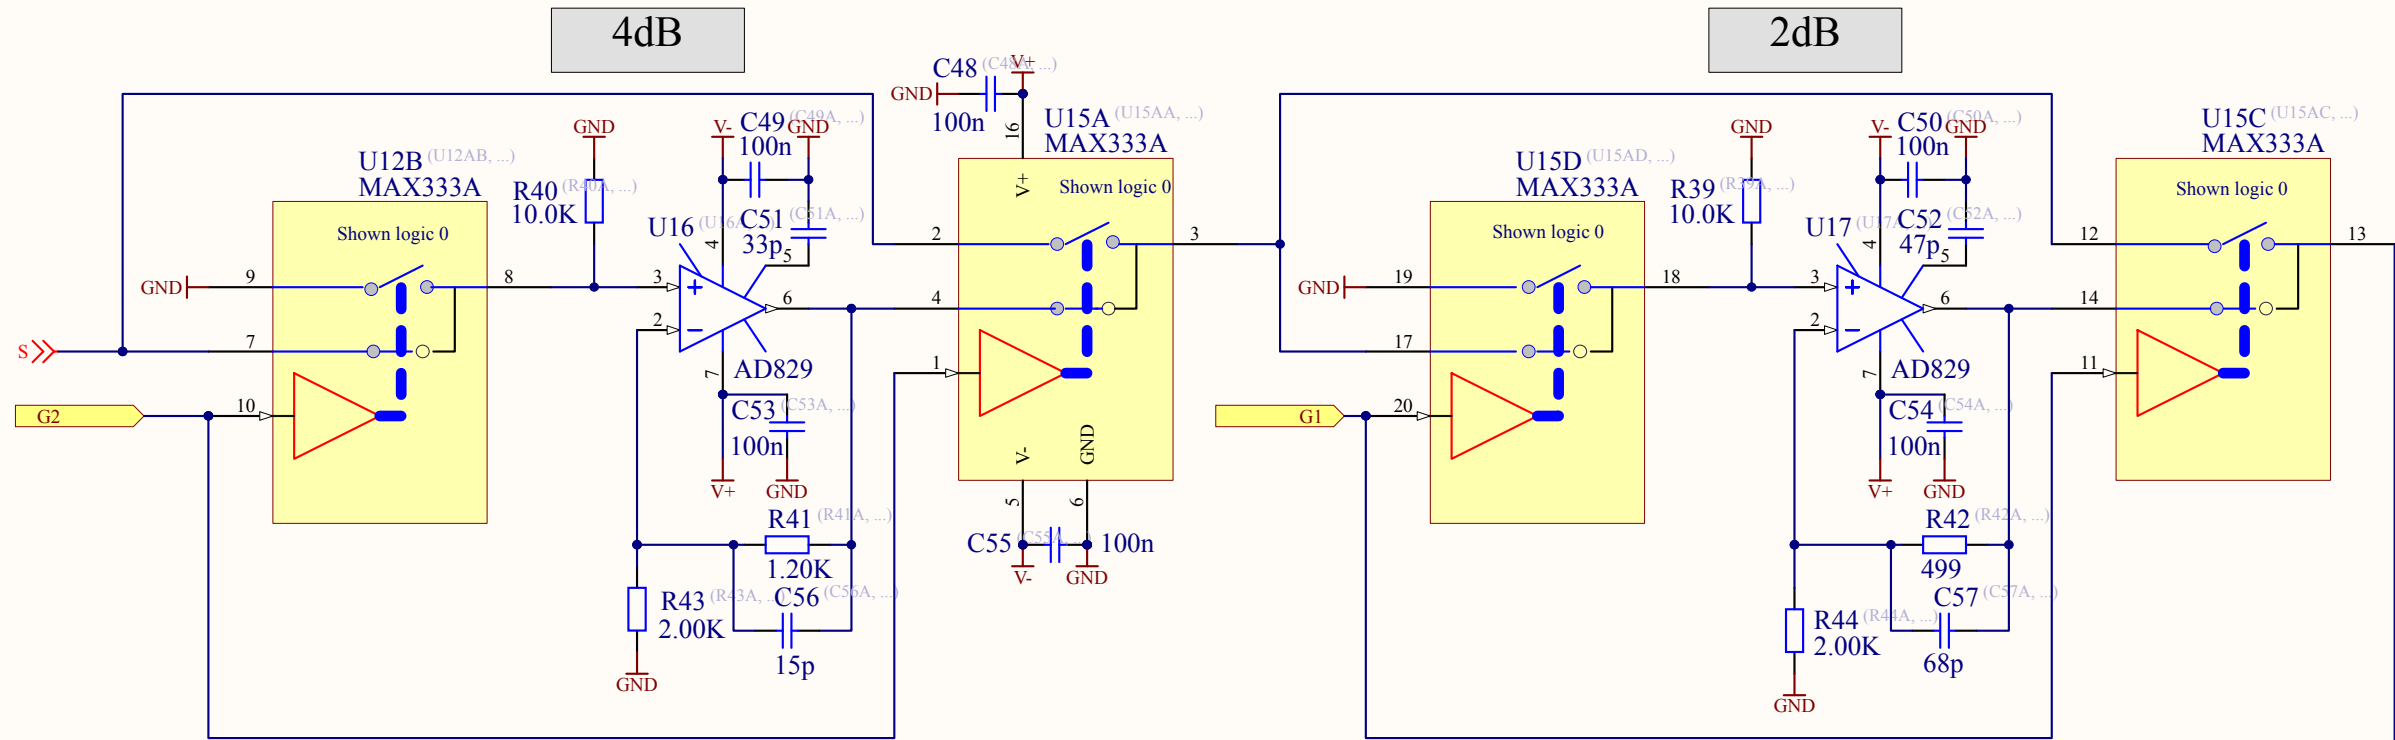 4dB
2dB
C48 (C48A, ...)
V+
GND
100n
16
U15A (U15AA, ...)
MAX333A
V+
Shown logic 0
2
3
4
1
V-
GND
5
6
C55 (C55A, ...)
100n
V-
GND
U12B (U12AB, ...)
MAX333A
Shown logic 0
GND
9
8
7
10
S
G2
GND
R40 (R40A, ...)
10.0K
V-
C49 (C49A, ...)
GND
100n
U16
C51 (C51A, ...)
33p
4
5
3
6
2
7
AD829
C53 (C53A, ...)
100n
V+
GND
R41 (R41A, ...)
1.20K
R43
2.00K
C56 (C56A, ...)
15p
GND
U15D (U15AD, ...)
MAX333A
Shown logic 0
GND
19
18
17
20
G1
GND
R39 (R39A, ...)
10.0K
V-
C50 (C50A, ...)
GND
100n
U17
C52 (C52A, ...)
47p
4
5
3
6
2
7
AD829
C54 (C54A, ...)
100n
V+
GND
R42 (R42A, ...)
499
R44 (R44A, ...)
2.00K
C57 (C57A, ...)
68p
GND
U15C (U15AC, ...)
MAX333A
Shown logic 0
12
13
14
11